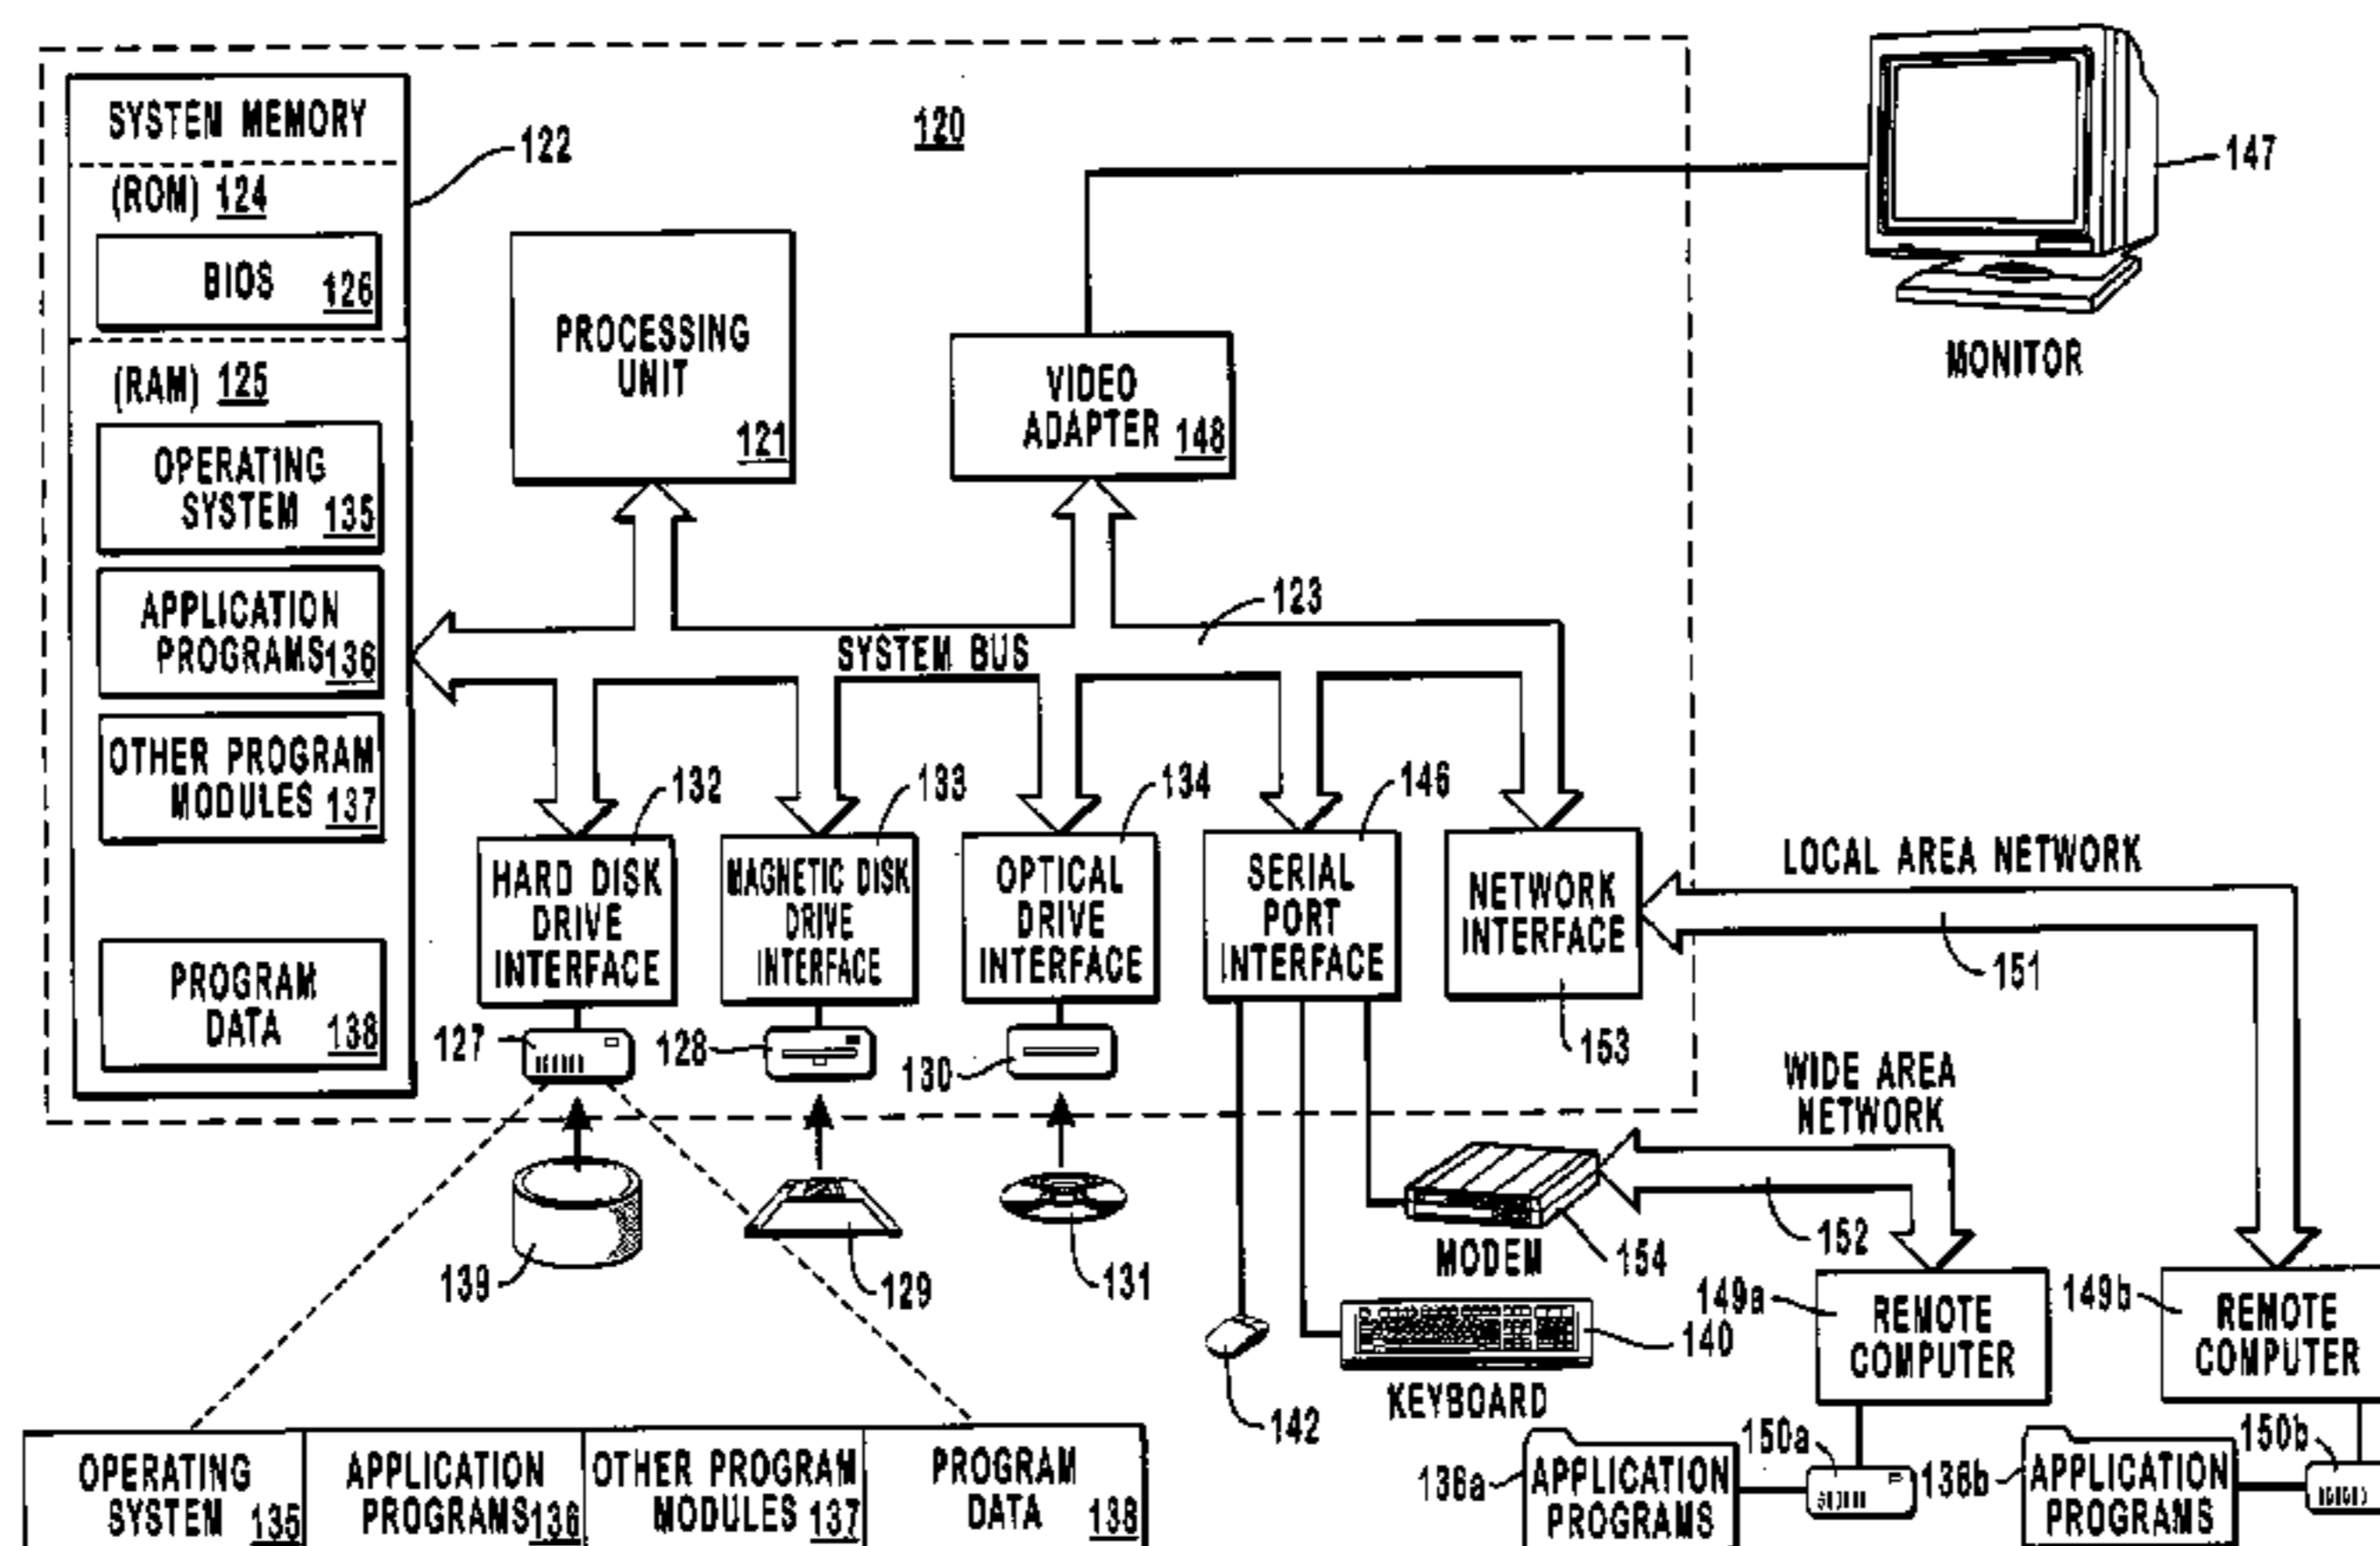 SYSTEM MEMORY
122
120
147
(ROM) 124
BIOS 126
MONITOR
PROCESSING
UNIT
121
VIDEO
ADAPTER 148
(RAM) 125
OPERATING
SYSTEM 135
APPLICATION
PROGRAMS 136
OTHER PROGRAM
MODULES 137
PROGRAM
DATA 138
SYSTEM BUS
123
132
133
134
146
HARD DISK
DRIVE
INTERFACE
MAGNETIC DISK
DRIVE
INTERFACE
OPTICAL
DRIVE
INTERFACE
SERIAL
PORT
INTERFACE
NETWORK
INTERFACE
153
LOCAL AREA NETWORK
151
127
128
130
WIDE AREA
NETWORK
152
139
129
131
MODEM
154
142
KEYBOARD
140
149a
REMOTE
COMPUTER
149b
REMOTE
COMPUTER
OPERATING
SYSTEM 135
APPLICATION
PROGRAMS 136
OTHER PROGRAM
MODULES 137
PROGRAM
DATA 138
136a
APPLICATION
PROGRAMS
150a
136b
APPLICATION
PROGRAMS
150b